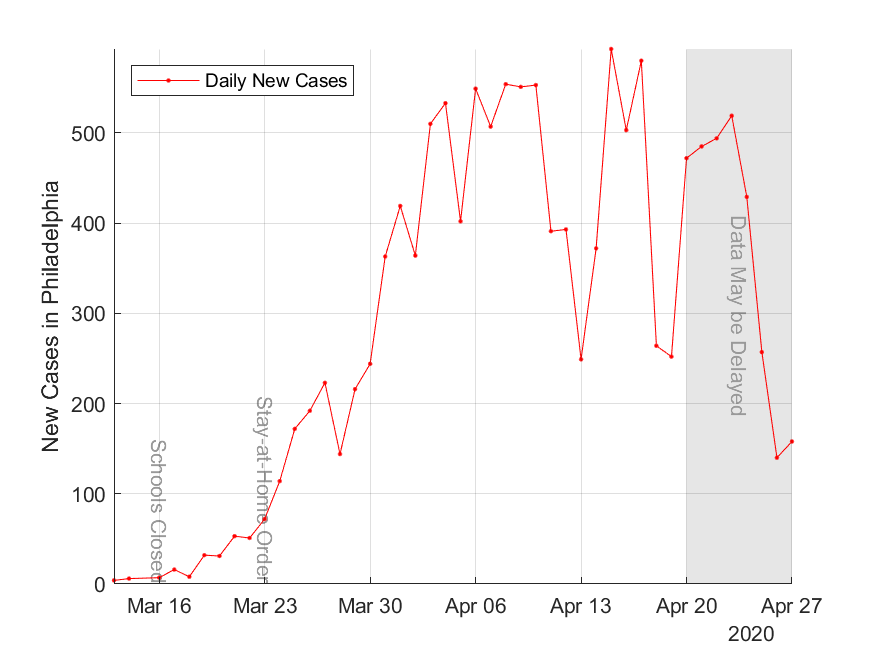 Daily New Cases
New Cases in Philadelphia
500
400
300
200
100
0
Schools Closed
Stay-at-Home Order
Data May be Delayed
Mar 16
Mar 23
Mar 30
Apr 06
Apr 13
Apr 20
Apr 27
2020